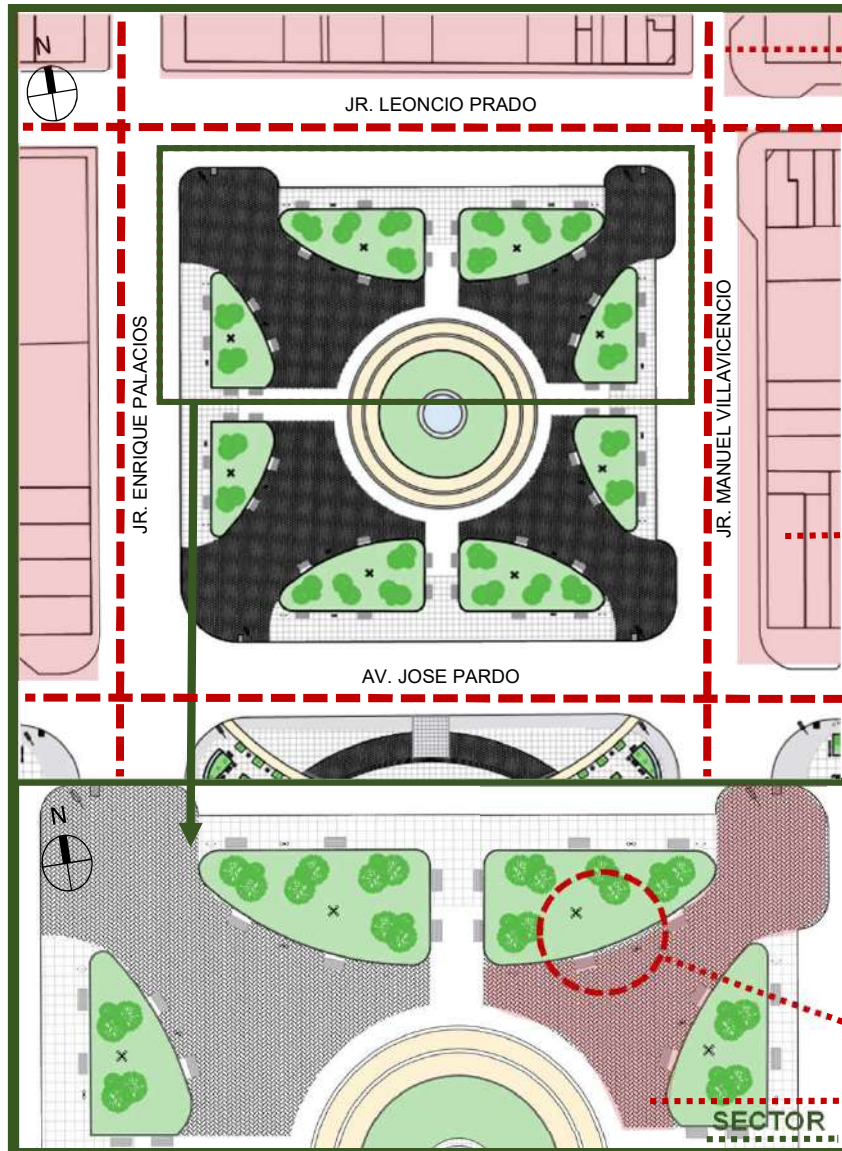 N
JR. LEONCIO PRADO
JR. ENRIQUE PALACIOS
JR. MANUEL VILLAVICENCIO
AV. JOSE PARDO
N
SECTOR